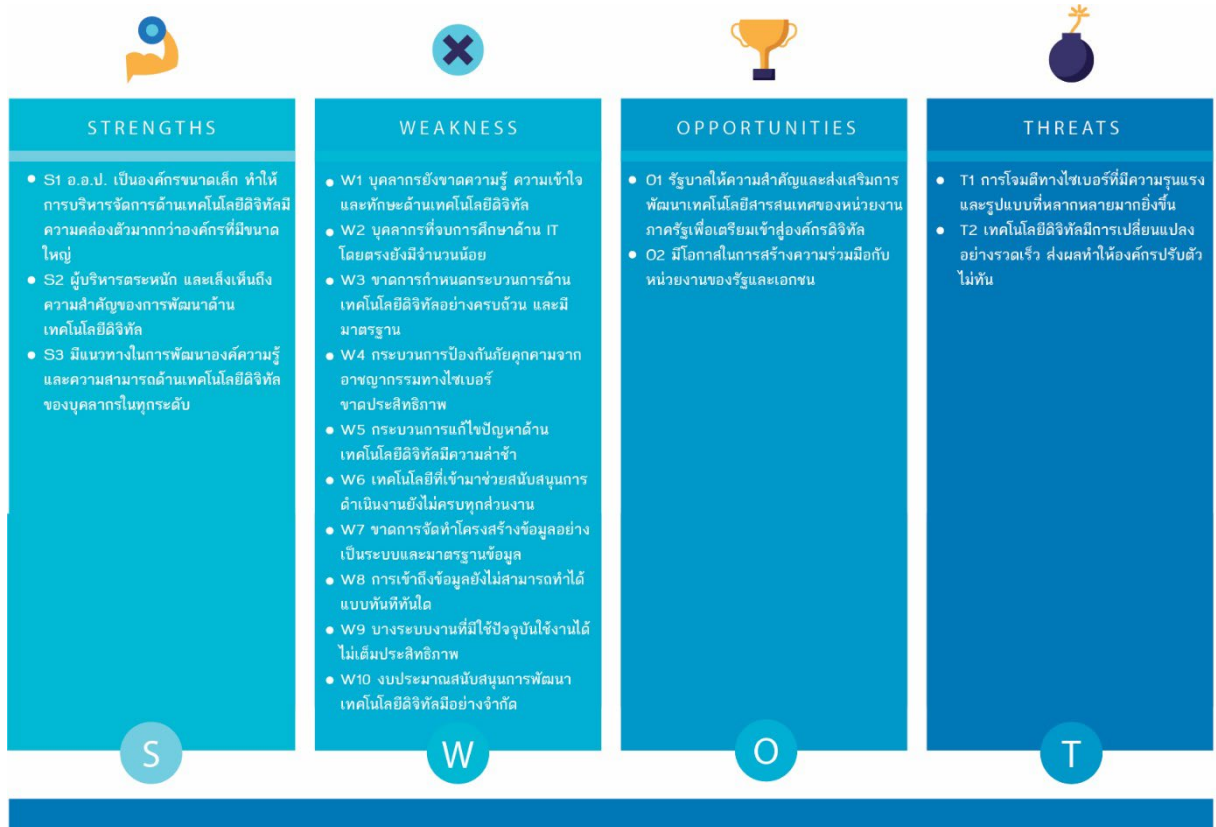 STRENGTHS
S1 อ.อ.ป. เป็นองค์กรขนาดเล็ก ทำให้
การบริหารจัดการด้านเทคโนโลยีดิจิทัลมี
ความคล่องตัวมากกว่าองค์กรที่มีขนาด
ใหญ่
S2 ผู้บริหารตระหนัก และเล็งเห็นถึง
ความสำคัญของการพัฒนาด้าน
เทคโนโลยีดิจิทัล
S3 มีแนวทางในการพัฒนาองค์ความรู้
และความสามารถด้านเทคโนโลยีดิจิทัล
ของบุคลากรในทุกระดับ
S
WEAKNESS
W1 บุคลากรยังขาดความรู้ ความเข้าใจ
และทักษะด้านเทคโนโลยีดิจิทัล
W2 บุคลากรที่จบการศึกษาด้าน IT
โดยตรงยังมีจำนวนน้อย
W3 ขาดการกำหนดกระบวนการด้าน
เทคโนโลยีดิจิทัลอย่างครบถ้วน และมี
มาตรฐาน
W4 กระบวนการป้องกันภัยคุกคามจาก
อาชญากรรมทางไซเบอร์
ขาดประสิทธิภาพ
W5 กระบวนการแก้ไขปัญหาด้าน
เทคโนโลยีดิจิทัลมีความล่าช้า
W6 เทคโนโลยีที่เข้ามาช่วยสนับสนุนการ
ดำเนินงานยังไม่ครบทุกส่วนงาน
W7 ขาดการจัดทำโครงสร้างข้อมูลอย่าง
เป็นระบบและมาตรฐานข้อมูล
W8 การเข้าถึงข้อมูลยังไม่สามารถทำได้
แบบทันทีทันใด
W9 บางระบบงานที่มีใช้ปัจจุบันใช้งานได้
ไม่เต็มประสิทธิภาพ
W10 งบประมาณสนับสนุนการพัฒนา
เทคโนโลยีดิจิทัลมีอย่างจำกัด
W
OPPORTUNITIES
O1 รัฐบาลให้ความสำคัญและส่งเสริมการ
พัฒนาเทคโนโลยีสารสนเทศของหน่วยงาน
ภาครัฐเพื่อเตรียมเข้าสู่องค์กรดิจิทัล
O2 มีโอกาสในการสร้างความร่วมมือกับ
หน่วยงานของรัฐและเอกชน
O
THREATS
T1 การโจมตีทางไซเบอร์ที่มีความรุนแรง
และรูปแบบที่หลากหลายมากยิ่งขึ้น
T2 เทคโนโลยีดิจิทัลมีการเปลี่ยนแปลง
อย่างรวดเร็ว ส่งผลทำให้องค์กรปรับตัว
ไม่ทัน
T